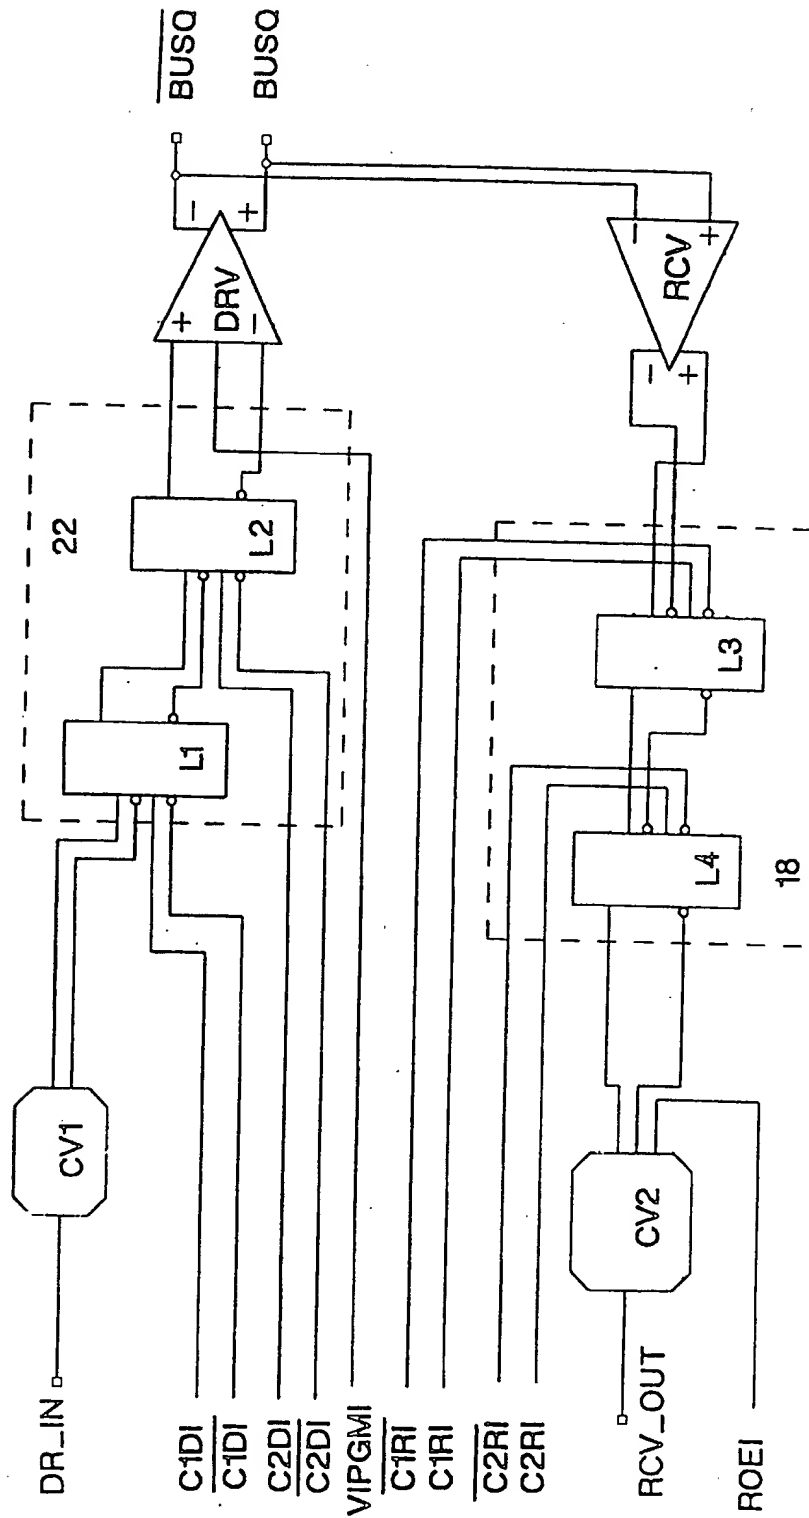 DR_IN
CV1
22
BUSQ
C1DI
L1
L2
DRV
+
−
−
+
BUSQ
C1DI
C2DI
C2DI
VIPGMI
C1RI
C1RI
C2RI
C2RI
RCV_OUT
CV2
L4
L3
−
+
RCV
−
+
ROEI
18